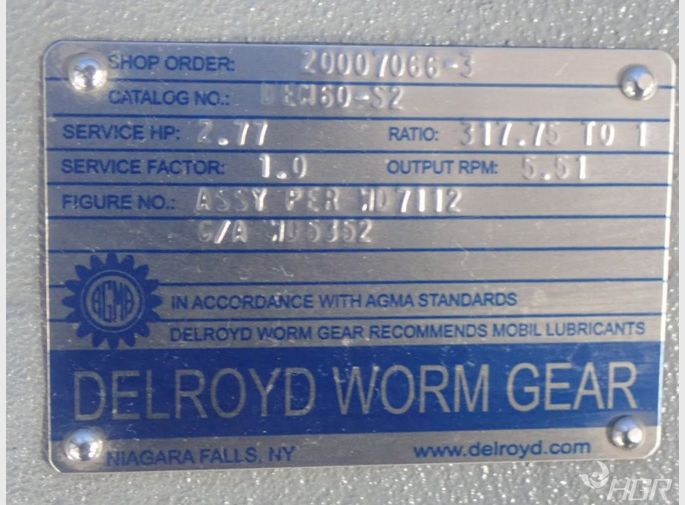 SHOP ORDER: 20007066-3
CATALOG NO.:
SERVICE HP: 2.77 RATIO: 317.75 TO 1
SERVICE FACTOR: 1.0 OUTPUT RPM: 5.51
FIGURE NO.: ASSY PER WD7112
G/A WD5352
AGMA
IN ACCORDANCE WITH AGMA STANDARDS
DELROYD WORM GEAR RECOMMENDS MOBIL LUBRICANTS
DELROYD WORM GEAR
NIAGARA FALLS, NY www.delroyd.com
HGR